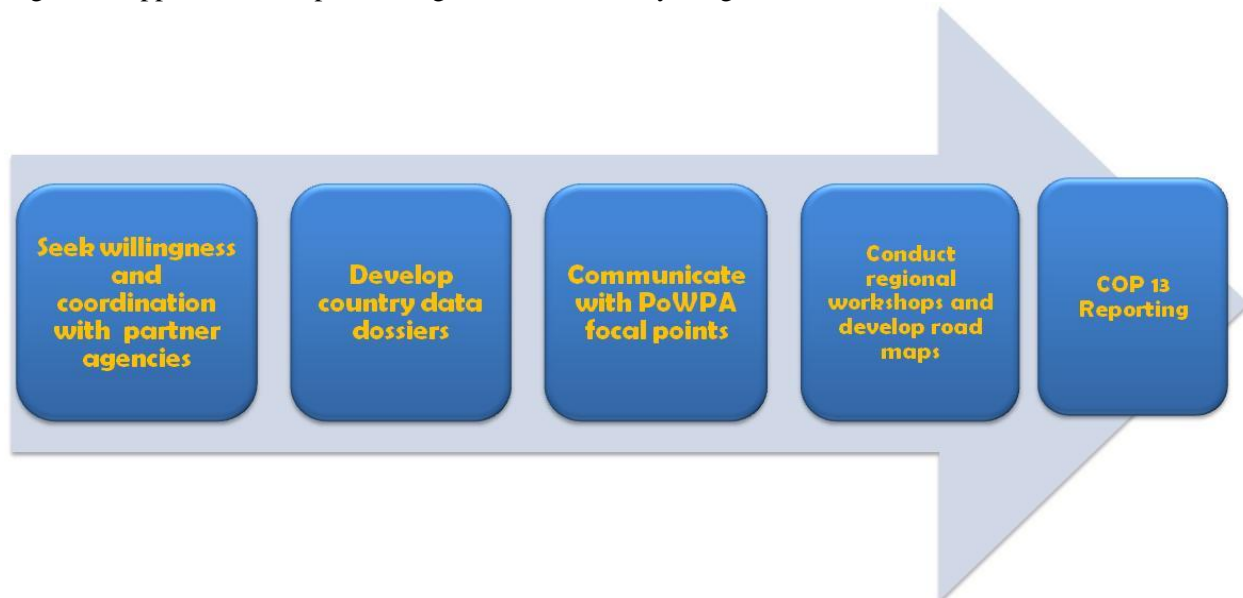 Seek willingness
and
coordination
with partner
agencies
Develop
country data
dossiers
Communicate
with PoWPA
focal points
Conduct
regional
workshops and
develop road
maps
COP 13
Reporting